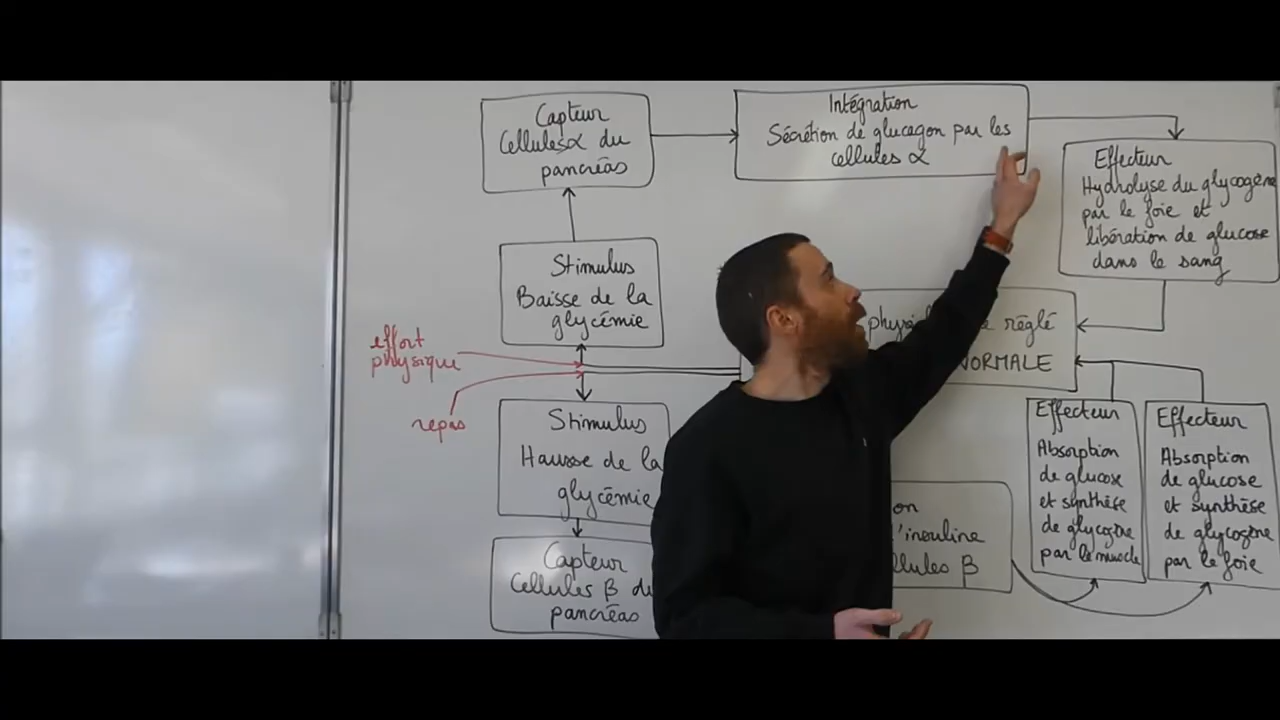 Capteur
Cellules α du
pancréas
Intégration
Sécrétion de glucagon par les
cellules α
Effecteur
Hydrolyse du glycogène
par le foie et
libération de glucose
dans le sang
Stimulus
Baisse de la
glycémie
réglé
NORMALE
effort
physique
repas
Stimulus
Hausse de la
glycémie
Capteur
Cellules β du
pancréas
β
Effecteur
Absorption
de glucose
et synthèse
de glycogène
par le muscle
Effecteur
Absorption
de glucose
et synthèse
de glycogène
par le foie